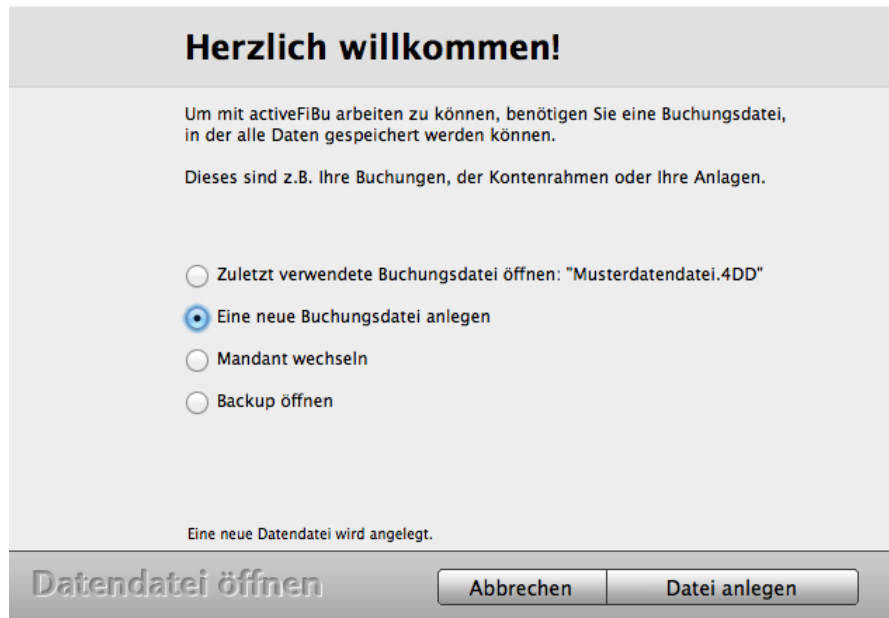 Herzlich willkommen!
Um mit activeFiBu arbeiten zu können, benötigen Sie eine Buchungsdatei,
in der alle Daten gespeichert werden können.
Dieses sind z.B. Ihre Buchungen, der Kontenrahmen oder Ihre Anlagen.
Zuletzt verwendete Buchungsdatei öffnen: "Musterdatendatei.4DD"
Eine neue Buchungsdatei anlegen
Mandant wechseln
Backup öffnen
Eine neue Datendatei wird angelegt.
Datendatei öffnen
Abbrechen
Datei anlegen